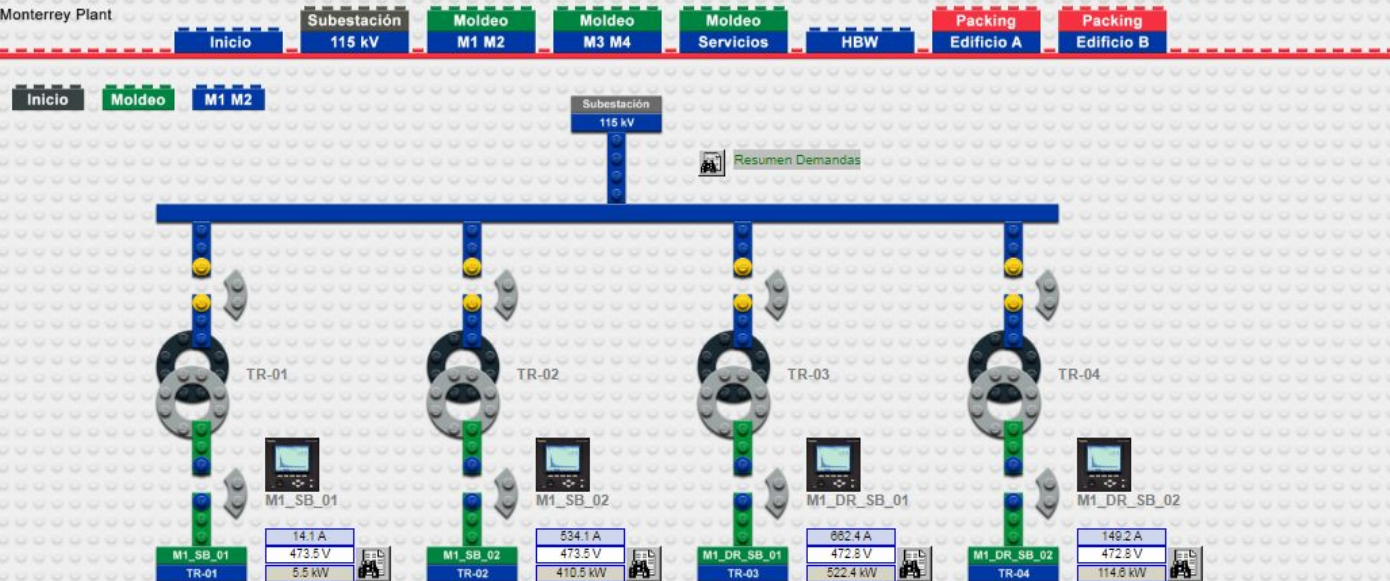 Monterrey Plant
Inicio
Subestación
115 kV
Moldeo
M1 M2
Moldeo
M3 M4
Moldeo
Servicios
HBW
Packing
Edificio A
Packing
Edificio B
Inicio
Moldeo
M1 M2
Subestación
115 kV
Resumen Demandas
TR-01
TR-02
TR-03
TR-04
M1_SB_01
M1_SB_02
M1_DR_SB_01
M1_DR_SB_02
M1_SB_01
TR-01
14.1 A
473.5 V
5.5 kW
M1_SB_02
TR-02
534.1 A
473.5 V
410.5 kW
M1_DR_SB_01
TR-03
662.4 A
472.8 V
522.4 kW
M1_DR_SB_02
TR-04
149.2 A
472.8 V
114.6 kW